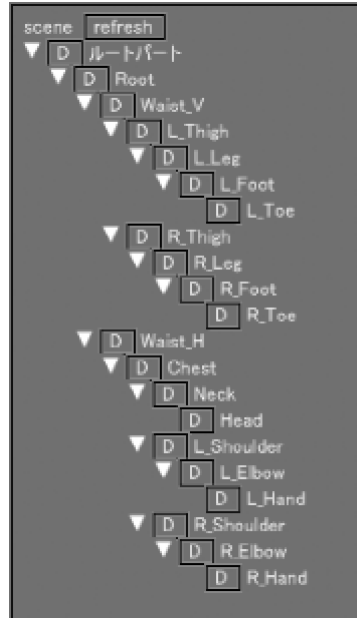 scene refresh
D ルートパート
D Root
D Waist_V
D L_Thigh
D L_Leg
D L_Foot
D L_Toe
D R_Thigh
D R_Leg
D R_Foot
D R_Toe
D Waist_H
D Chest
D Neck
D Head
D L_Shoulder
D L_Elbow
D L_Hand
D R_Shoulder
D R_Elbow
D R_Hand